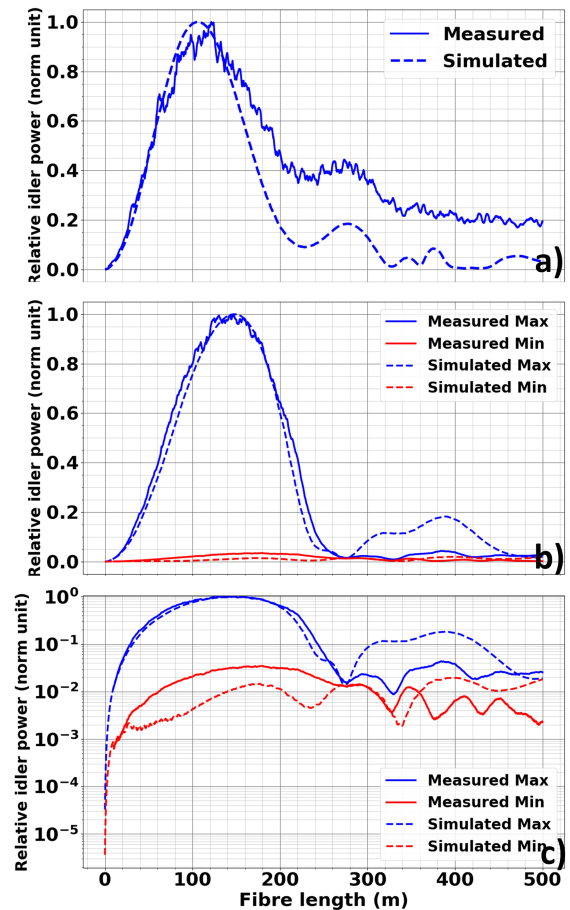 Relative idler power (norm unit)
1.0
0.8
0.6
0.4
0.2
0.0
Measured
Simulated
a)
Relative idler power (norm unit)
1.0
0.8
0.6
0.4
0.2
0.0
Measured Max
Measured Min
Simulated Max
Simulated Min
b)
Relative idler power (norm unit)
10⁰
10⁻¹
10⁻²
10⁻³
10⁻⁴
10⁻⁵
Measured Max
Measured Min
Simulated Max
Simulated Min
c)
0 100 200 300 400 500
Fibre length (m)